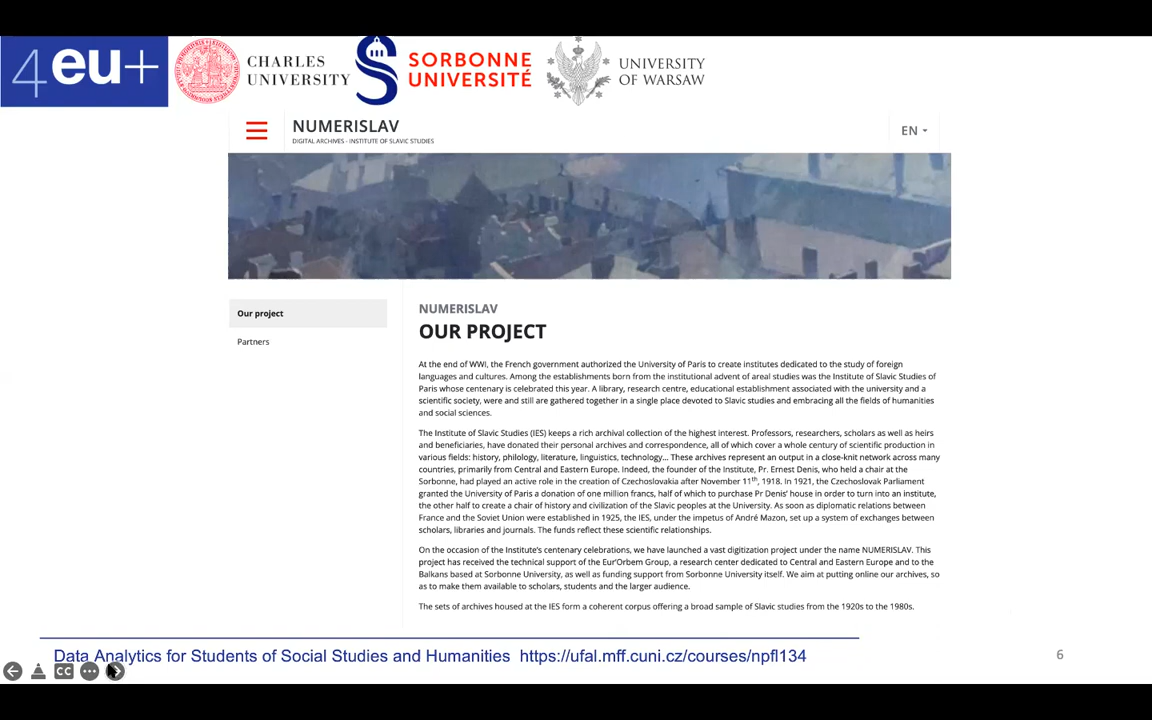 4eu+
CHARLES
UNIVERSITY
SORBONNE
UNIVERSITÉ
UNIVERSITY
OF WARSAW
NUMERISLAV
DIGITAL ARCHIVES - INSTITUTE OF SLAVIC STUDIES
EN
Our project
Partners
NUMERISLAV
OUR PROJECT
At the end of WWI, the French government authorized the University of Paris to create institutes dedicated to the study of foreign
languages and cultures. Among the establishments born from the institutional advent of areal studies was the Institute of Slavic Studies of
Paris whose centenary is celebrated this year. A library, research centre, educational establishment associated with the university and a
scientific society, were and still are gathered together in a single place devoted to Slavic studies and embracing all the fields of humanities
and social sciences.
The Institute of Slavic Studies (IES) keeps a rich archival collection of the highest interest. Professors, researchers, scholars as well as heirs
and beneficiaries, have donated their personal archives and correspondence, all of which cover a whole century of scientific production in
various fields: history, philology, literature, linguistics, technology... These archives represent an output in a close-knit network across many
countries, primarily from Central and Eastern Europe. Indeed, the founder of the Institute, Pr. Ernest Denis, who held a chair at the
Sorbonne, had played an active role in the creation of Czechoslovakia after November 11th, 1918. In 1921, the Czechoslovak Parliament
granted the University of Paris a donation of one million francs, half of which to purchase Pr Denis' house in order to turn into an institute,
the other half to create a chair of history and civilization of the Slavic peoples at the University. As soon as diplomatic relations between
France and the Soviet Union were established in 1925, the IES, under the impetus of André Mazon, set up a system of exchanges between
scholars, libraries and journals. The funds reflect these scientific relationships.
On the occasion of the Institute's centenary celebrations, we have launched a vast digitization project under the name NUMERISLAV. This
project has received the technical support of the Eur'Orbem Group, a research center dedicated to Central and Eastern Europe and to the
Balkans based at Sorbonne University, as well as funding support from Sorbonne University itself. We aim at putting online our archives, so
as to make them available to scholars, students and the larger audience.
The sets of archives housed at the IES form a coherent corpus offering a broad sample of Slavic studies from the 1920s to the 1980s.
Data Analytics for Students of Social Studies and Humanities https://ufal.mff.cuni.cz/courses/npfl134
6
CC